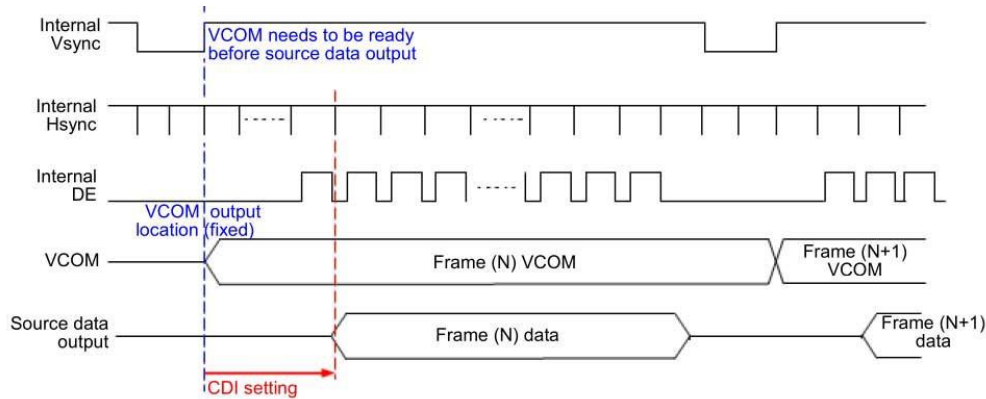 Internal
Vsync
VCOM needs to be ready
before source data output
Internal
Hsync
Internal
DE
VCOM output
location (fixed)
VCOM
Frame (N) VCOM
Frame (N+1)
VCOM
Source data
output
Frame (N) data
Frame (N+1)
data
CDI setting